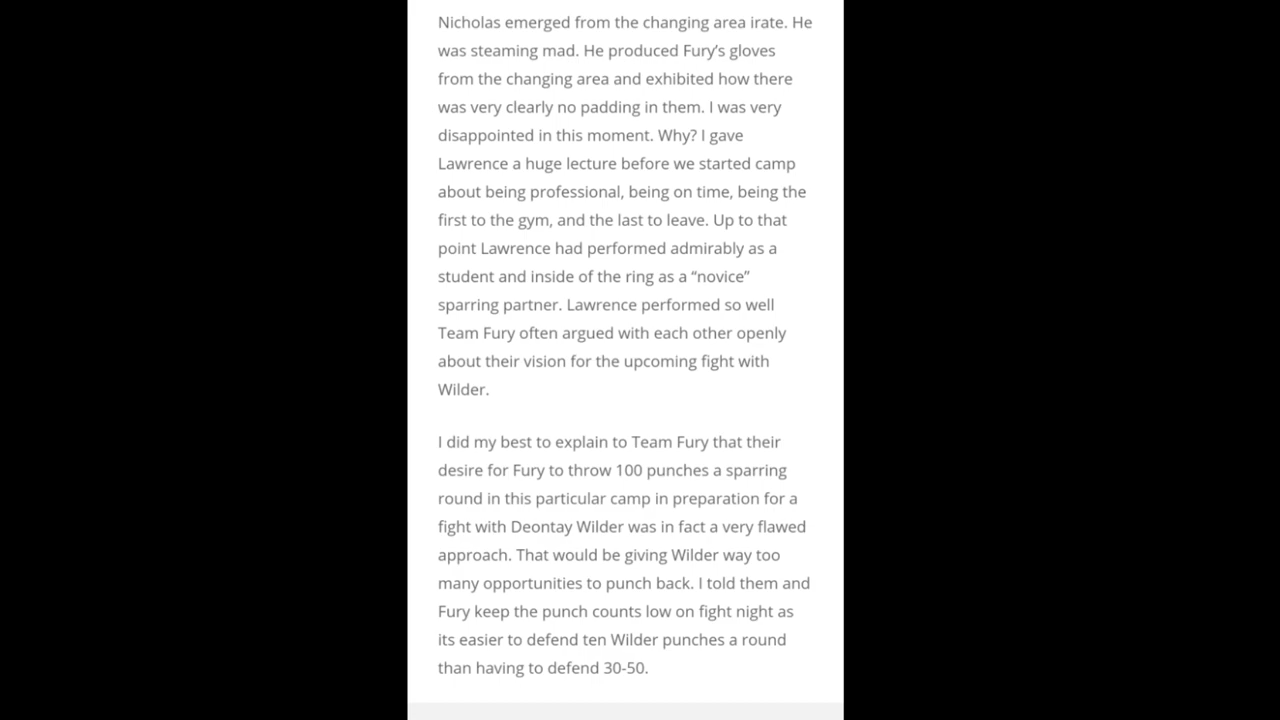 Nicholas emerged from the changing area irate. He
was steaming mad. He produced Fury’s gloves
from the changing area and exhibited how there
was very clearly no padding in them. I was very
disappointed in this moment. Why? I gave
Lawrence a huge lecture before we started camp
about being professional, being on time, being the
first to the gym, and the last to leave. Up to that
point Lawrence had performed admirably as a
student and inside of the ring as a “novice”
sparring partner. Lawrence performed so well
Team Fury often argued with each other openly
about their vision for the upcoming fight with
Wilder.
I did my best to explain to Team Fury that their
desire for Fury to throw 100 punches a sparring
round in this particular camp in preparation for a
fight with Deontay Wilder was in fact a very flawed
approach. That would be giving Wilder way too
many opportunities to punch back. I told them and
Fury keep the punch counts low on fight night as
its easier to defend ten Wilder punches a round
than having to defend 30-50.